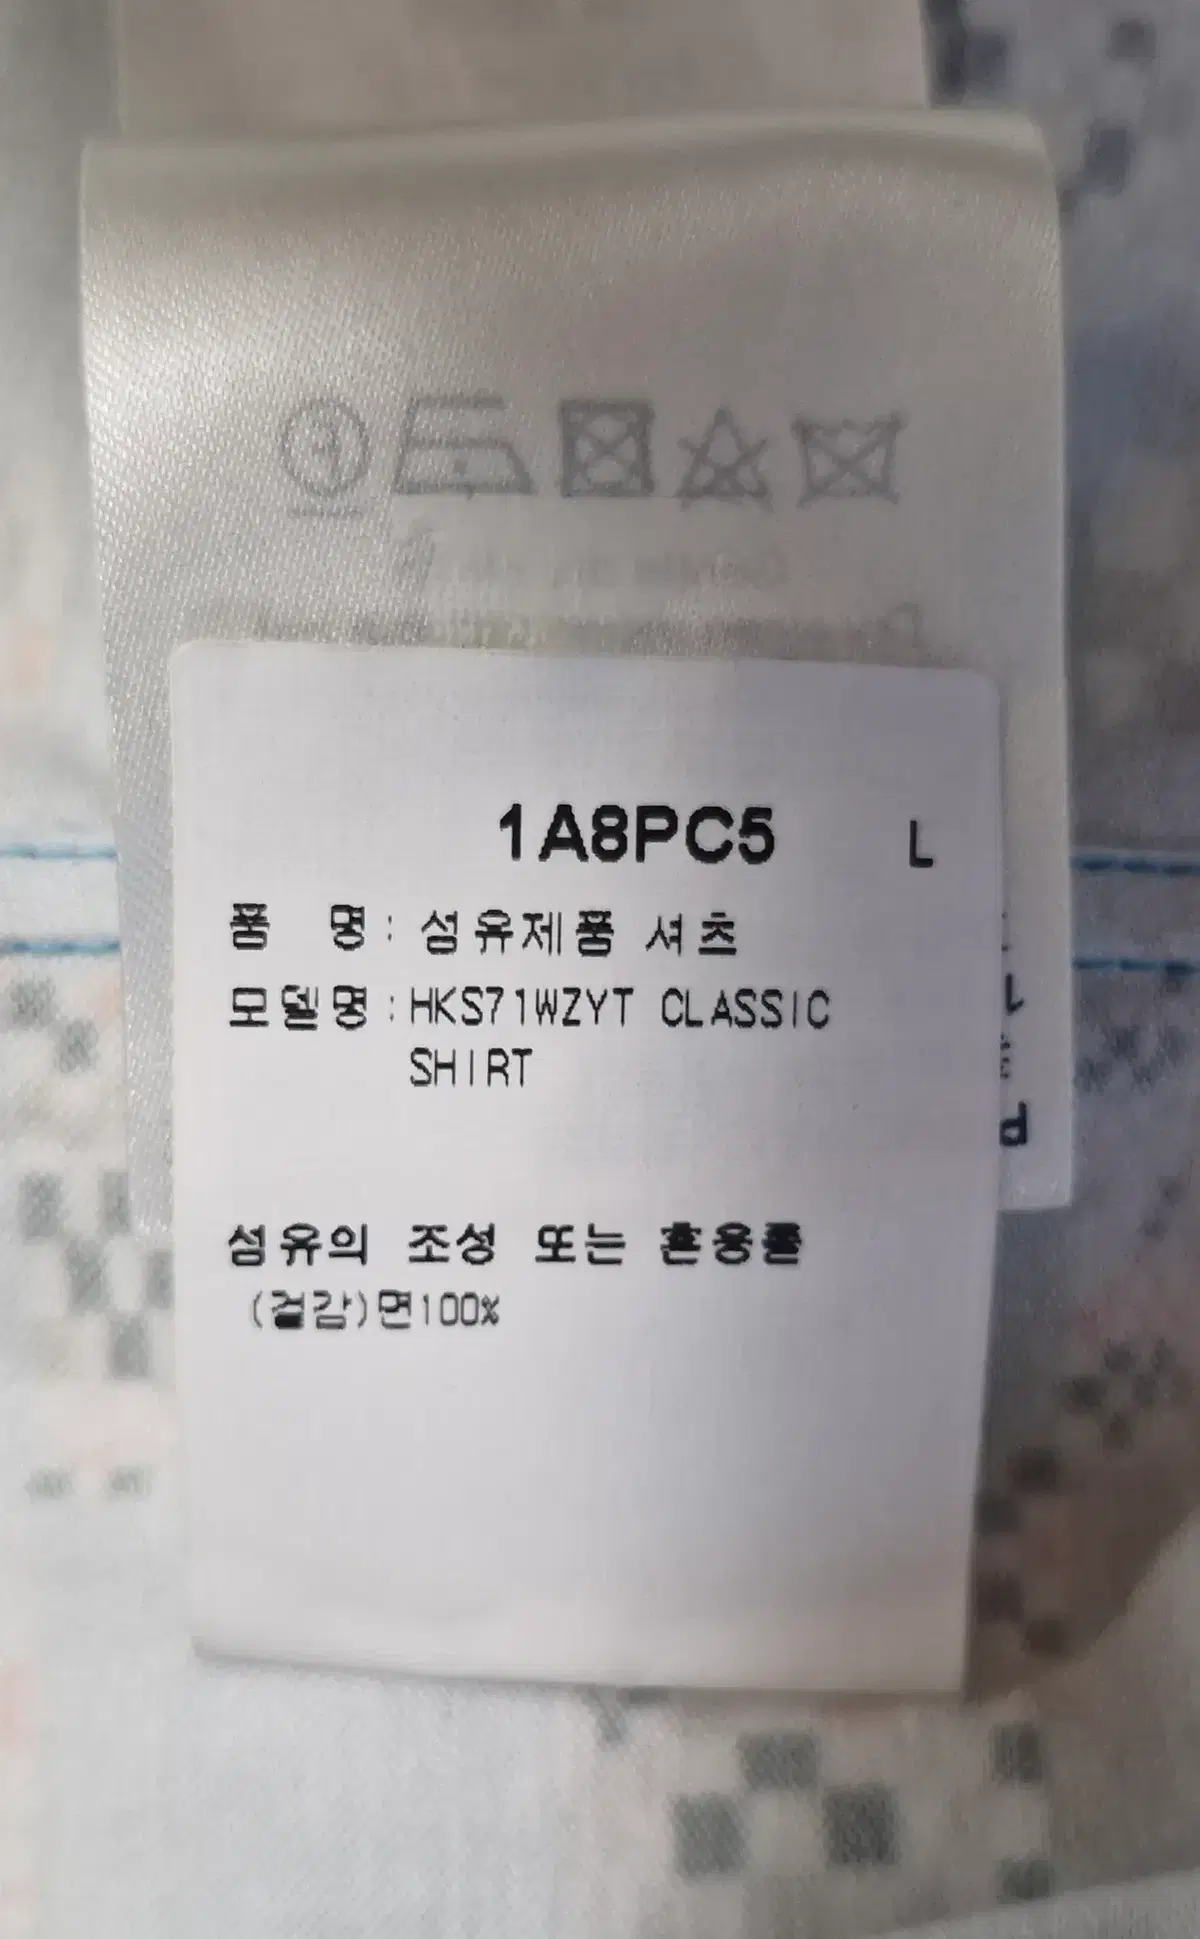 1A8PC5 L
품 명: 섬유제품 셔츠
모델명:HKS71WZYT CLASSIC
SHIRT
섬유의 조성 또는 혼용률
(겉감)면100%